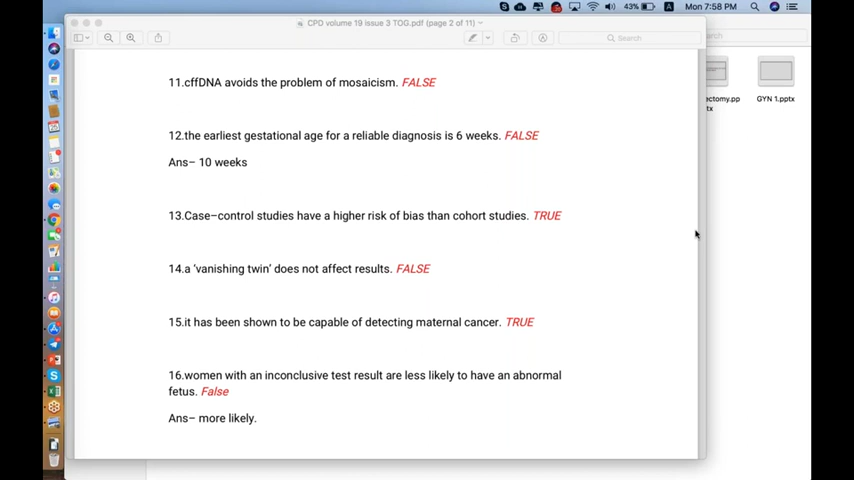 43%
Mon 7:58 PM
CPD volume 19 issue 3 TOG.pdf (page 2 of 11)
Search
11.cffDNA avoids the problem of mosaicism. FALSE
12.the earliest gestational age for a reliable diagnosis is 6 weeks. FALSE
Ans– 10 weeks
13.Case–control studies have a higher risk of bias than cohort studies. TRUE
14.a ‘vanishing twin’ does not affect results. FALSE
15.it has been shown to be capable of detecting maternal cancer. TRUE
16.women with an inconclusive test result are less likely to have an abnormal
fetus. False
Ans– more likely.
ectomy.pp
tx
GYN 1.pptx